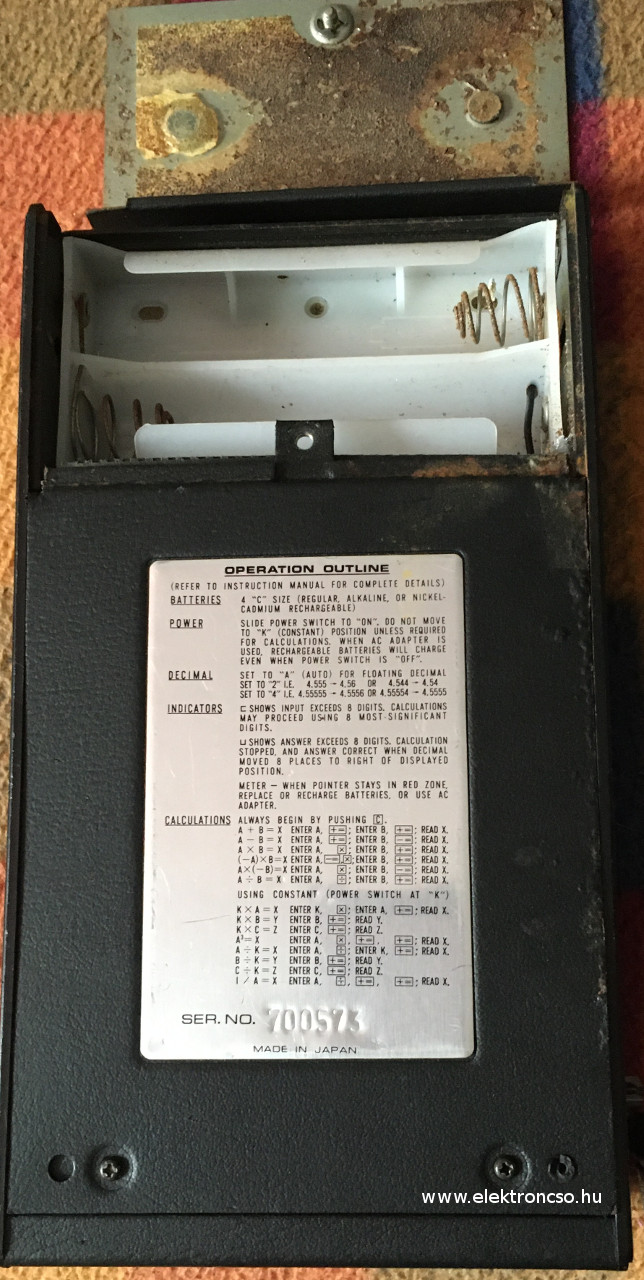 OPERATION OUTLINE
(REFER TO INSTRUCTION MANUAL FOR COMPLETE DETAILS)
BATTERIES 4 "C" SIZE (REGULAR, ALKALINE, OR NICKEL-
CADMIUM RECHARGEABLE)
POWER SLIDE POWER SWITCH TO "ON". DO NOT MOVE
TO "K" (CONSTANT) POSITION UNLESS REQUIRED
FOR CALCULATIONS. WHEN AC ADAPTER IS
USED, RECHARGEABLE BATTERIES WILL CHARGE
EVEN WHEN POWER SWITCH IS "OFF".
DECIMAL SET TO "A" (AUTO) FOR FLOATING DECIMAL
SET TO "2" I.E. 4.555 → 4.56 OR 4.544 → 4.54
SET TO "4" I.E. 4.55555 → 4.5556 OR 4.55554 → 4.5555
INDICATORS ⊏ SHOWS INPUT EXCEEDS 8 DIGITS. CALCULATIONS
MAY PROCEED USING 8 MOST-SIGNIFICANT
DIGITS.
⊔ SHOWS ANSWER EXCEEDS 8 DIGITS. CALCULATION
STOPPED, AND ANSWER CORRECT WHEN DECIMAL
MOVED 8 PLACES TO RIGHT OF DISPLAYED
POSITION.
METER — WHEN POINTER STAYS IN RED ZONE,
REPLACE OR RECHARGE BATTERIES, OR USE AC
ADAPTER.
CALCULATIONS ALWAYS BEGIN BY PUSHING [C].
A + B = X ENTER A, [+=]; ENTER B, [+=]; READ X.
A − B = X ENTER A, [+=]; ENTER B, [−=]; READ X.
A × B = X ENTER A, [×]; ENTER B, [+=]; READ X.
(−A)×B=X ENTER A, [−=],[×]; ENTER B, [+=]; READ X.
A×(−B)=X ENTER A, [×]; ENTER B, [−=]; READ X.
A ÷ B = X ENTER A, [÷]; ENTER B, [+=]; READ X.
USING CONSTANT (POWER SWITCH AT "K")
K × A = X ENTER K, [×]; ENTER A, [+=]; READ X.
K × B = Y ENTER B, [+=]; READ Y.
K × C = Z ENTER C, [+=]; READ Z.
A³ = X ENTER A, [×], [+=], [+=]; READ X.
A ÷ K = X ENTER A, [÷]; ENTER K, [+=]; READ X.
B ÷ K = Y ENTER B, [+=]; READ Y.
C ÷ K = Z ENTER C, [+=]; READ Z.
1 / A = X ENTER A, [÷], [+=], [+=]; READ X.
SER. NO. 700573
MADE IN JAPAN
www.elektroncso.hu